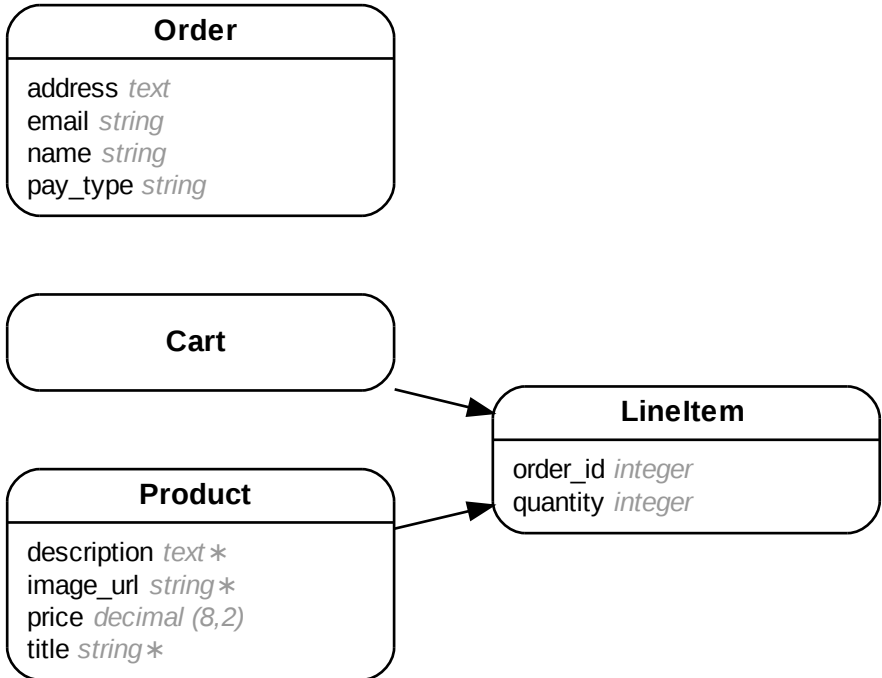 Order
address text
email string
name string
pay_type string
Cart
LineItem
order_id integer
quantity integer
Product
description text∗
image_url string∗
price decimal (8,2)
title string∗